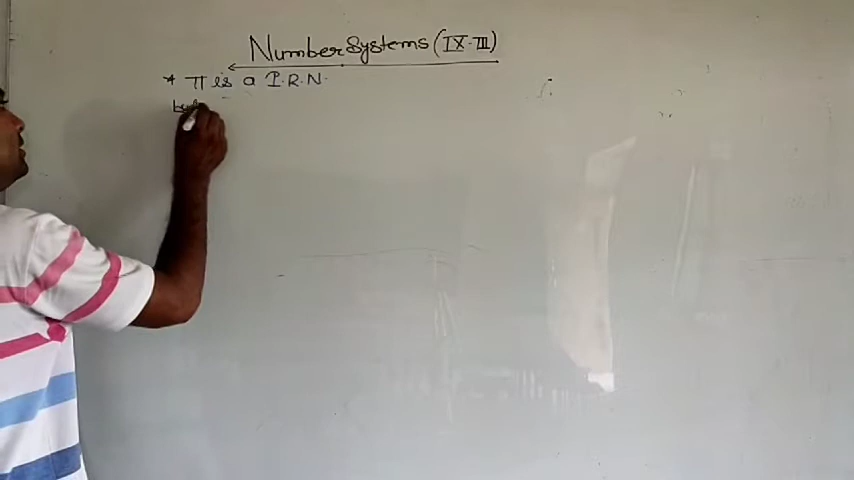 Number Systems (IX-III)
* π is a I.R.N.